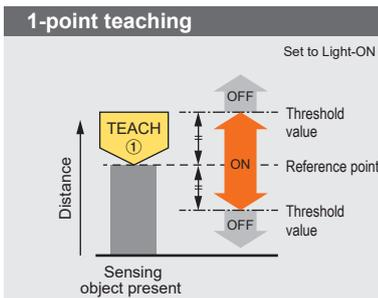 1-point teaching
Set to Light-ON
OFF
TEACH
①
Threshold
value
ON
Reference point
Distance
Threshold
value
OFF
Sensing
object present